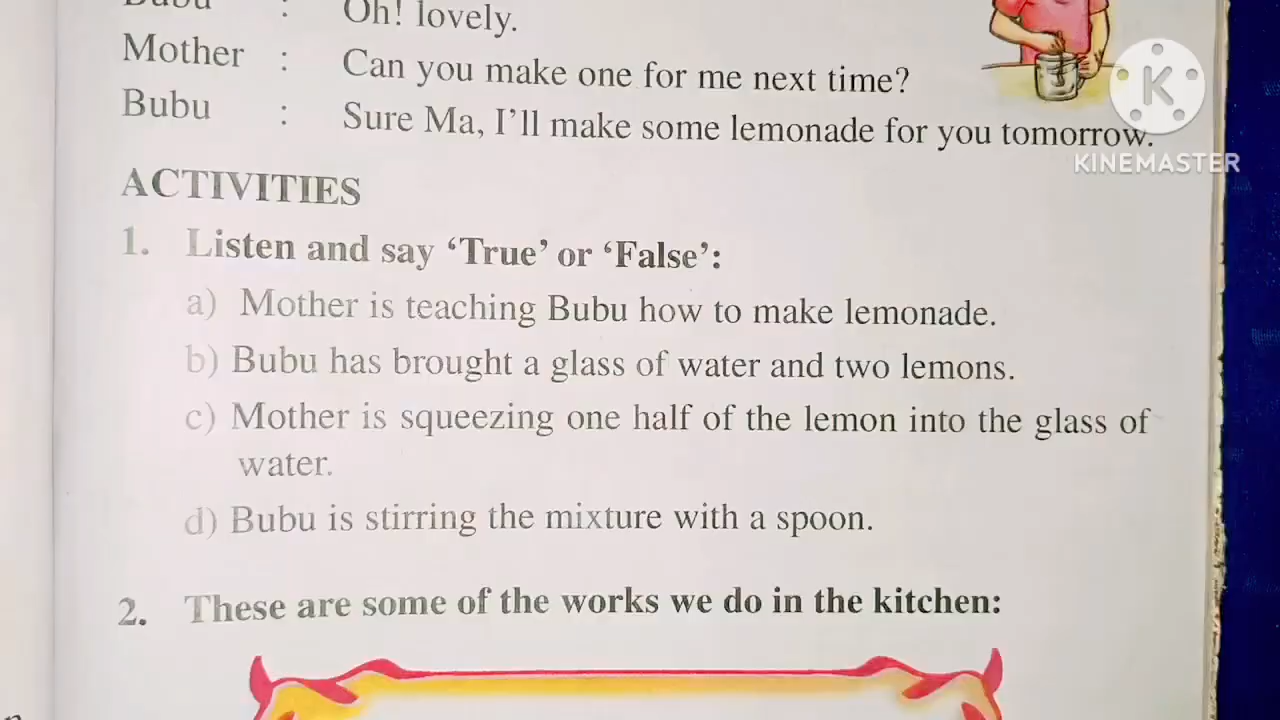 Bubu : Oh! lovely.
Mother : Can you make one for me next time?
Bubu : Sure Ma, I'll make some lemonade for you tomorrow.
K
KINEMASTER
ACTIVITIES
1. Listen and say ‘True’ or ‘False’:
a) Mother is teaching Bubu how to make lemonade.
b) Bubu has brought a glass of water and two lemons.
c) Mother is squeezing one half of the lemon into the glass of
water.
d) Bubu is stirring the mixture with a spoon.
2. These are some of the works we do in the kitchen: